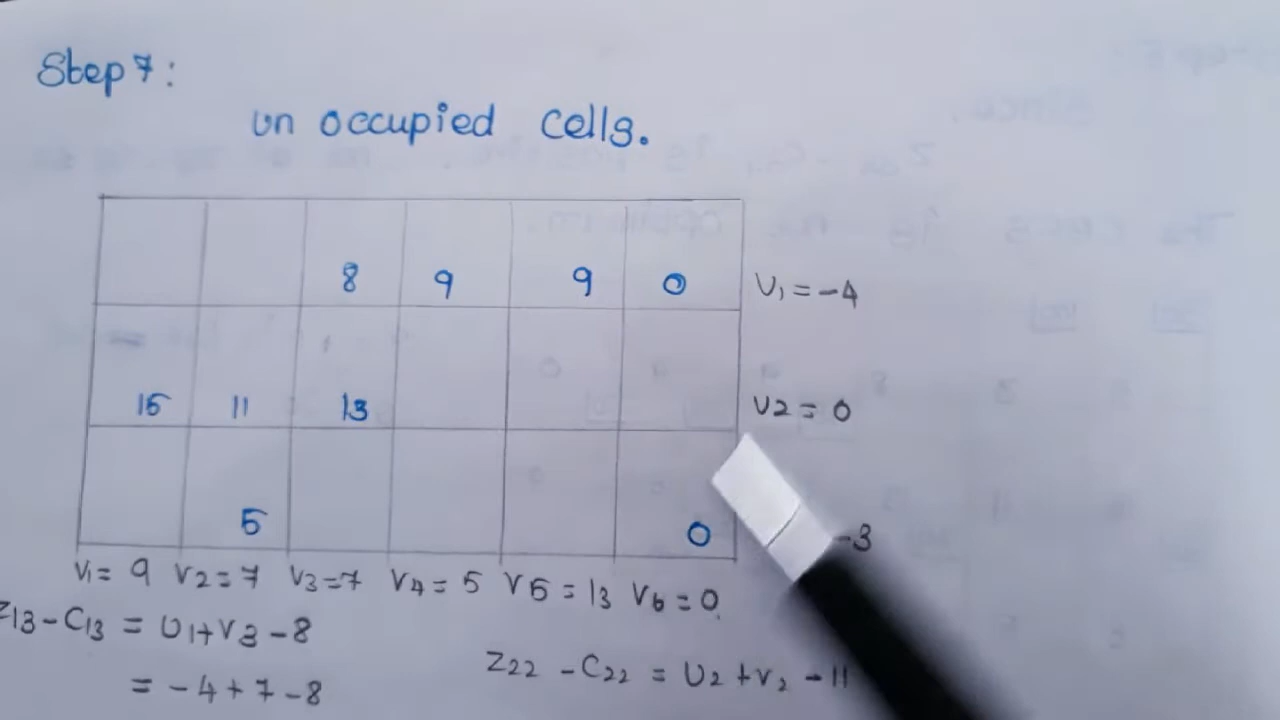 Step 7:
un occupied cells.
8 9 9 0 U1 = -4
15 11 13 U2 = 0
5 0 -3
V1 = 9 V2 = 7 V3 = 7 V4 = 5 V5 = 13 V6 = 0
Z13 - C13 = U1 + V3 - 8
= -4 + 7 - 8
Z22 - C22 = U2 + V2 - 11